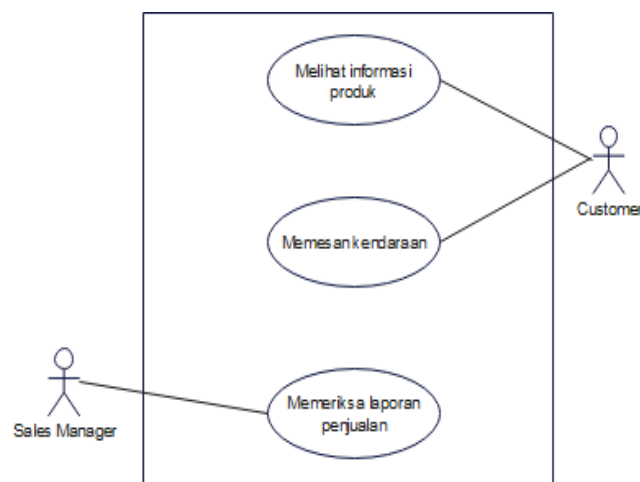 Melihat informasi
produk
Customer
Memesan kendaraan
Sales Manager
Memeriksa laporan
penjualan